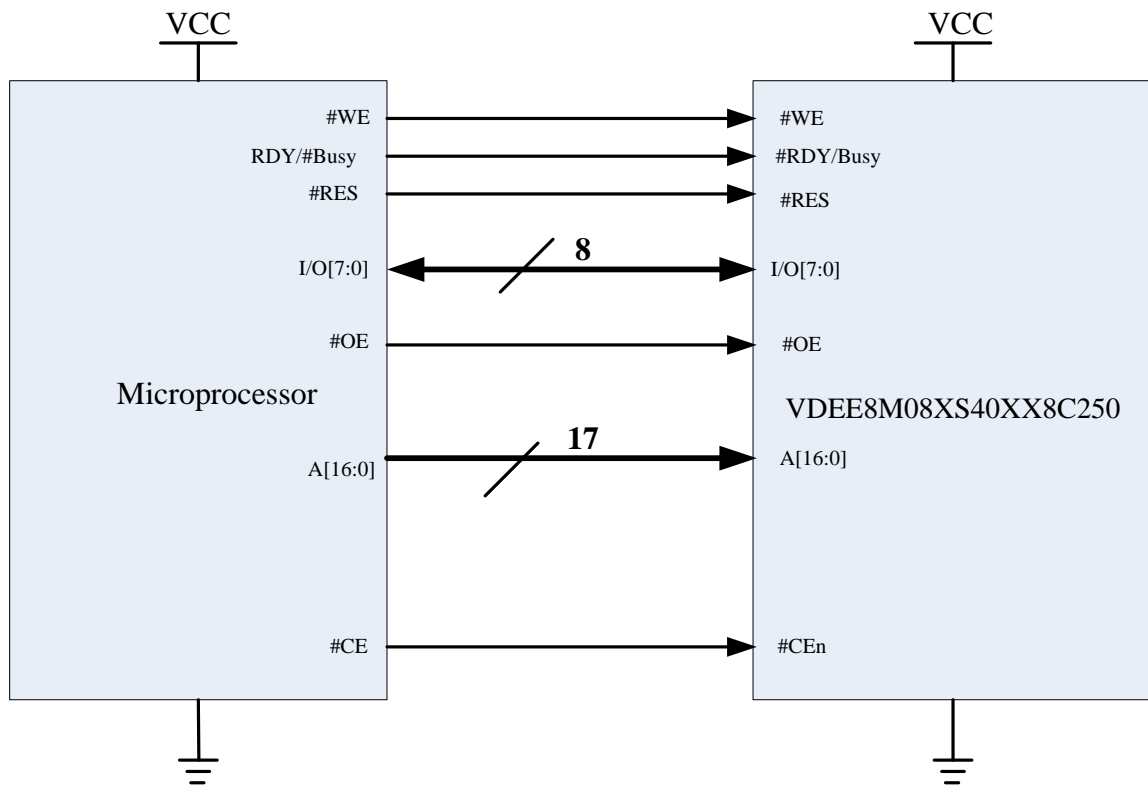 VCC
VCC
#WE
#WE
RDY/#Busy
#RDY/Busy
#RES
#RES
8
I/O[7:0]
I/O[7:0]
#OE
#OE
Microprocessor
VDEE8M08XS40XX8C250
17
A[16:0]
A[16:0]
#CE
#CEn